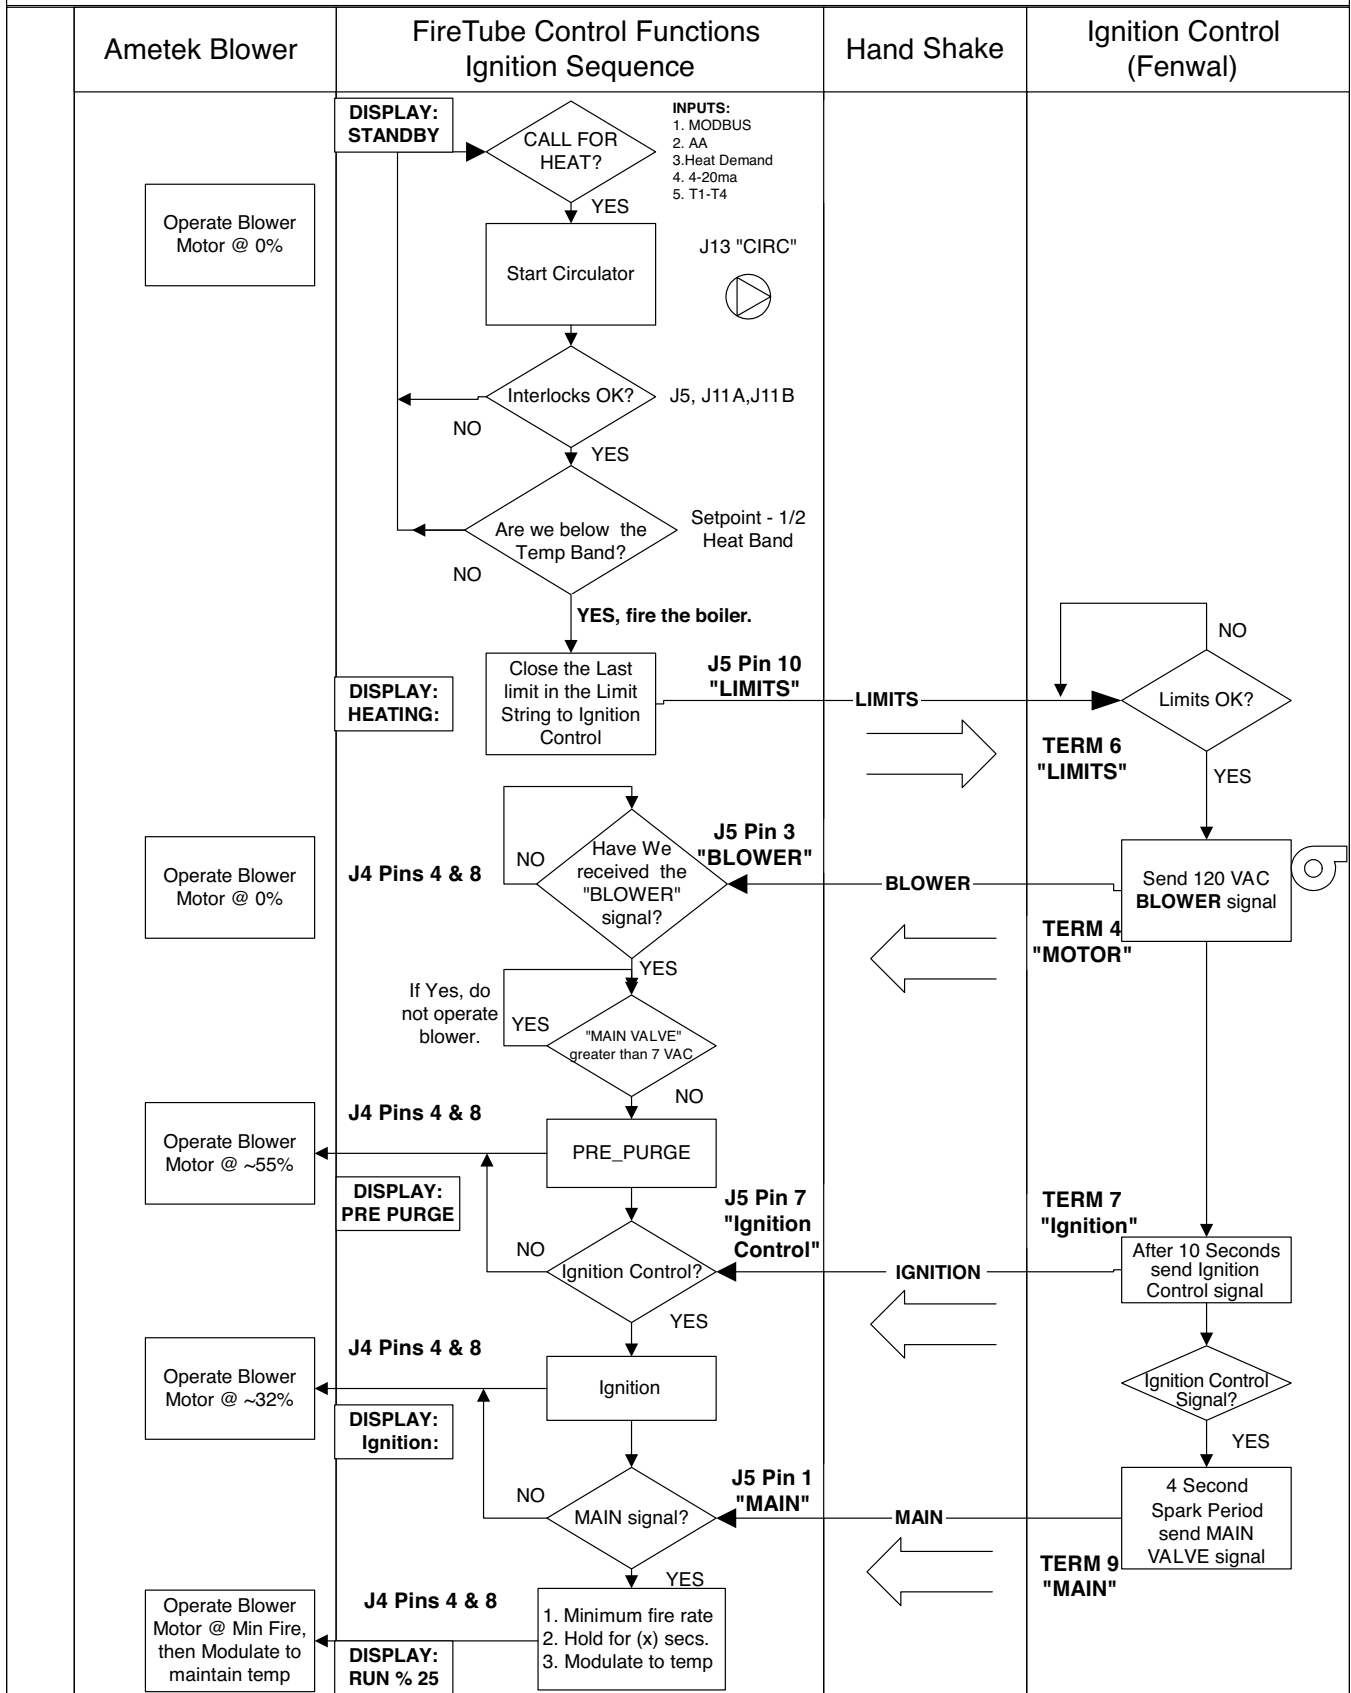 Ametek Blower
FireTube Control Functions
Ignition Sequence
Hand Shake
Ignition Control
(Fenwal)
DISPLAY:
STANDBY
CALL FOR
HEAT?
INPUTS:
1. MODBUS
2. AA
3.Heat Demand
4. 4-20ma
5. T1-T4
YES
Operate Blower
Motor @ 0%
Start Circulator
J13 "CIRC"
Interlocks OK?
J5, J11A,J11B
NO
YES
Are we below the
Temp Band?
Setpoint - 1/2
Heat Band
NO
YES, fire the boiler.
DISPLAY:
HEATING:
Close the Last
limit in the Limit
String to Ignition
Control
J5 Pin 10
"LIMITS"
LIMITS
NO
Limits OK?
TERM 6
"LIMITS"
YES
Operate Blower
Motor @ 0%
J4 Pins 4 & 8
NO
Have We
received the
"BLOWER"
signal?
J5 Pin 3
"BLOWER"
BLOWER
Send 120 VAC
BLOWER signal
TERM 4
"MOTOR"
YES
If Yes, do
not operate
blower.
YES
"MAIN VALVE"
greater than 7 VAC
NO
J4 Pins 4 & 8
Operate Blower
Motor @ ~55%
PRE_PURGE
DISPLAY:
PRE PURGE
J5 Pin 7
"Ignition
Control"
TERM 7
"Ignition"
NO
Ignition Control?
IGNITION
After 10 Seconds
send Ignition
Control signal
YES
J4 Pins 4 & 8
Operate Blower
Motor @ ~32%
Ignition
DISPLAY:
Ignition:
Ignition Control
Signal?
YES
NO
MAIN signal?
J5 Pin 1
"MAIN"
MAIN
4 Second
Spark Period
send MAIN
VALVE signal
TERM 9
"MAIN"
YES
J4 Pins 4 & 8
Operate Blower
Motor @ Min Fire,
then Modulate to
maintain temp
1. Minimum fire rate
2. Hold for (x) secs.
3. Modulate to temp
DISPLAY:
RUN % 25